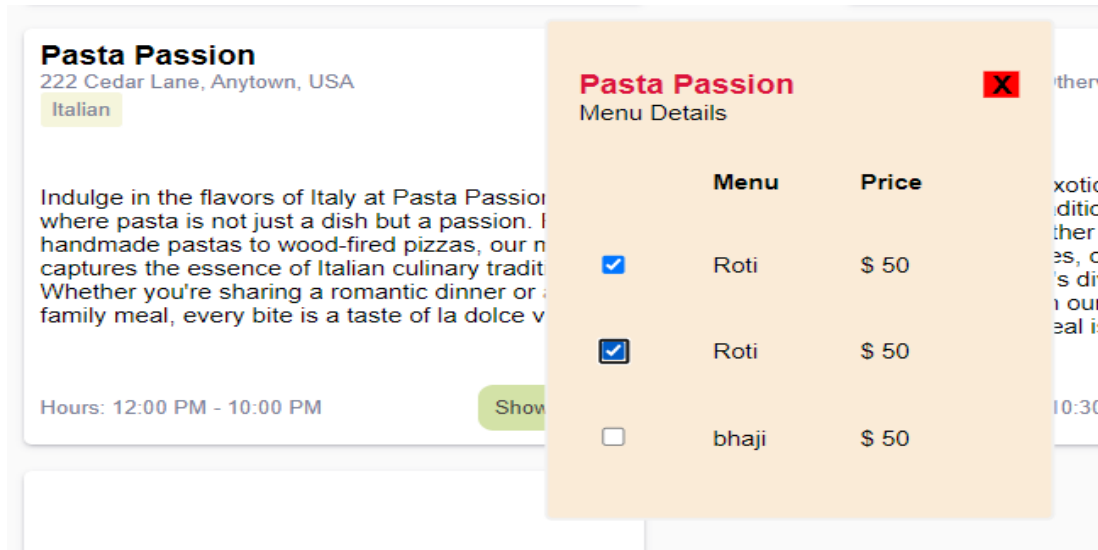 Pasta Passion
222 Cedar Lane, Anytown, USA
Italian
Indulge in the flavors of Italy at Pasta
where pasta is not just a dish but a passion.
handmade pastas to wood-fired pizzas, our
captures the essence of Italian culinary
Whether you're sharing a romantic dinner or
family meal, every bite is a taste of la dolce
Hours: 12:00 PM - 10:00 PM
Show
Pasta Passion
X
Menu Details
Menu Price
Roti $ 50
Roti $ 50
bhaji $ 50